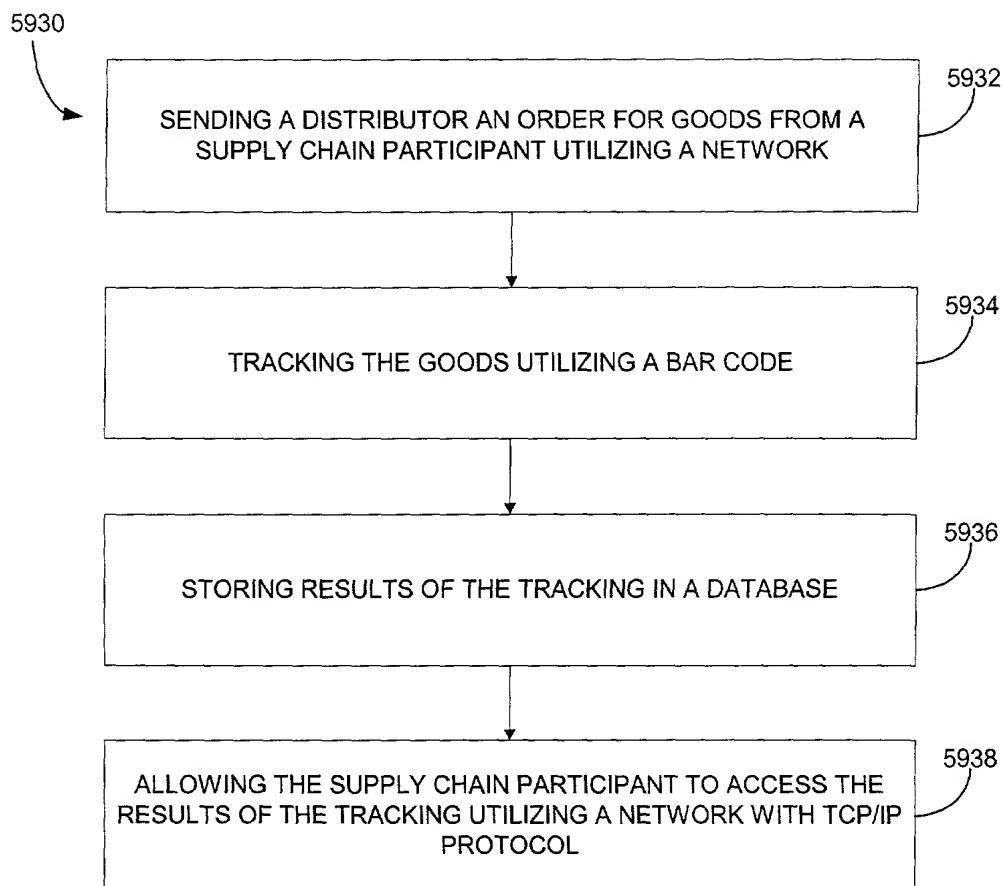 5930
5932
SENDING A DISTRIBUTOR AN ORDER FOR GOODS FROM A
SUPPLY CHAIN PARTICIPANT UTILIZING A NETWORK
5934
TRACKING THE GOODS UTILIZING A BAR CODE
5936
STORING RESULTS OF THE TRACKING IN A DATABASE
5938
ALLOWING THE SUPPLY CHAIN PARTICIPANT TO ACCESS THE
RESULTS OF THE TRACKING UTILIZING A NETWORK WITH TCP/IP
PROTOCOL